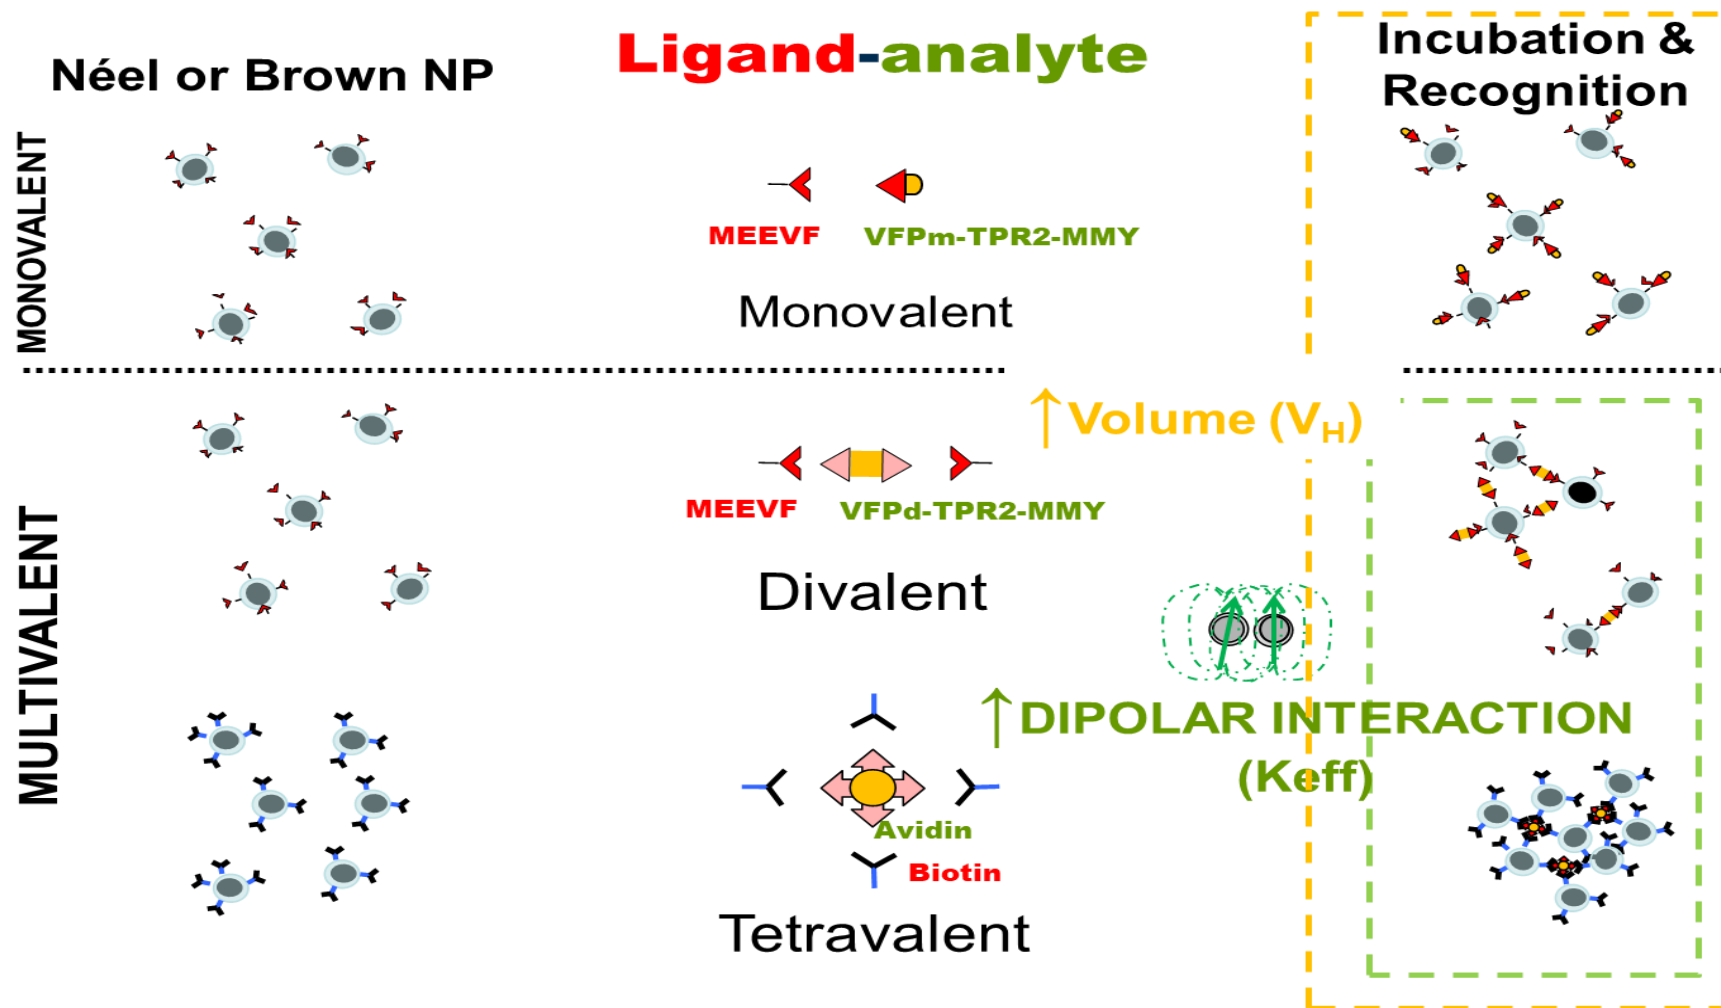 Néel or Brown NP
Ligand-analyte
Incubation &
Recognition
MONOVALENT
MEEVF
VFPm-TPR2-MMY
Monovalent
↑Volume (VH)
MULTIVALENT
MEEVF
VFPd-TPR2-MMY
Divalent
↑DIPOLAR INTERACTION
(Keff)
Avidin
Biotin
Tetravalent